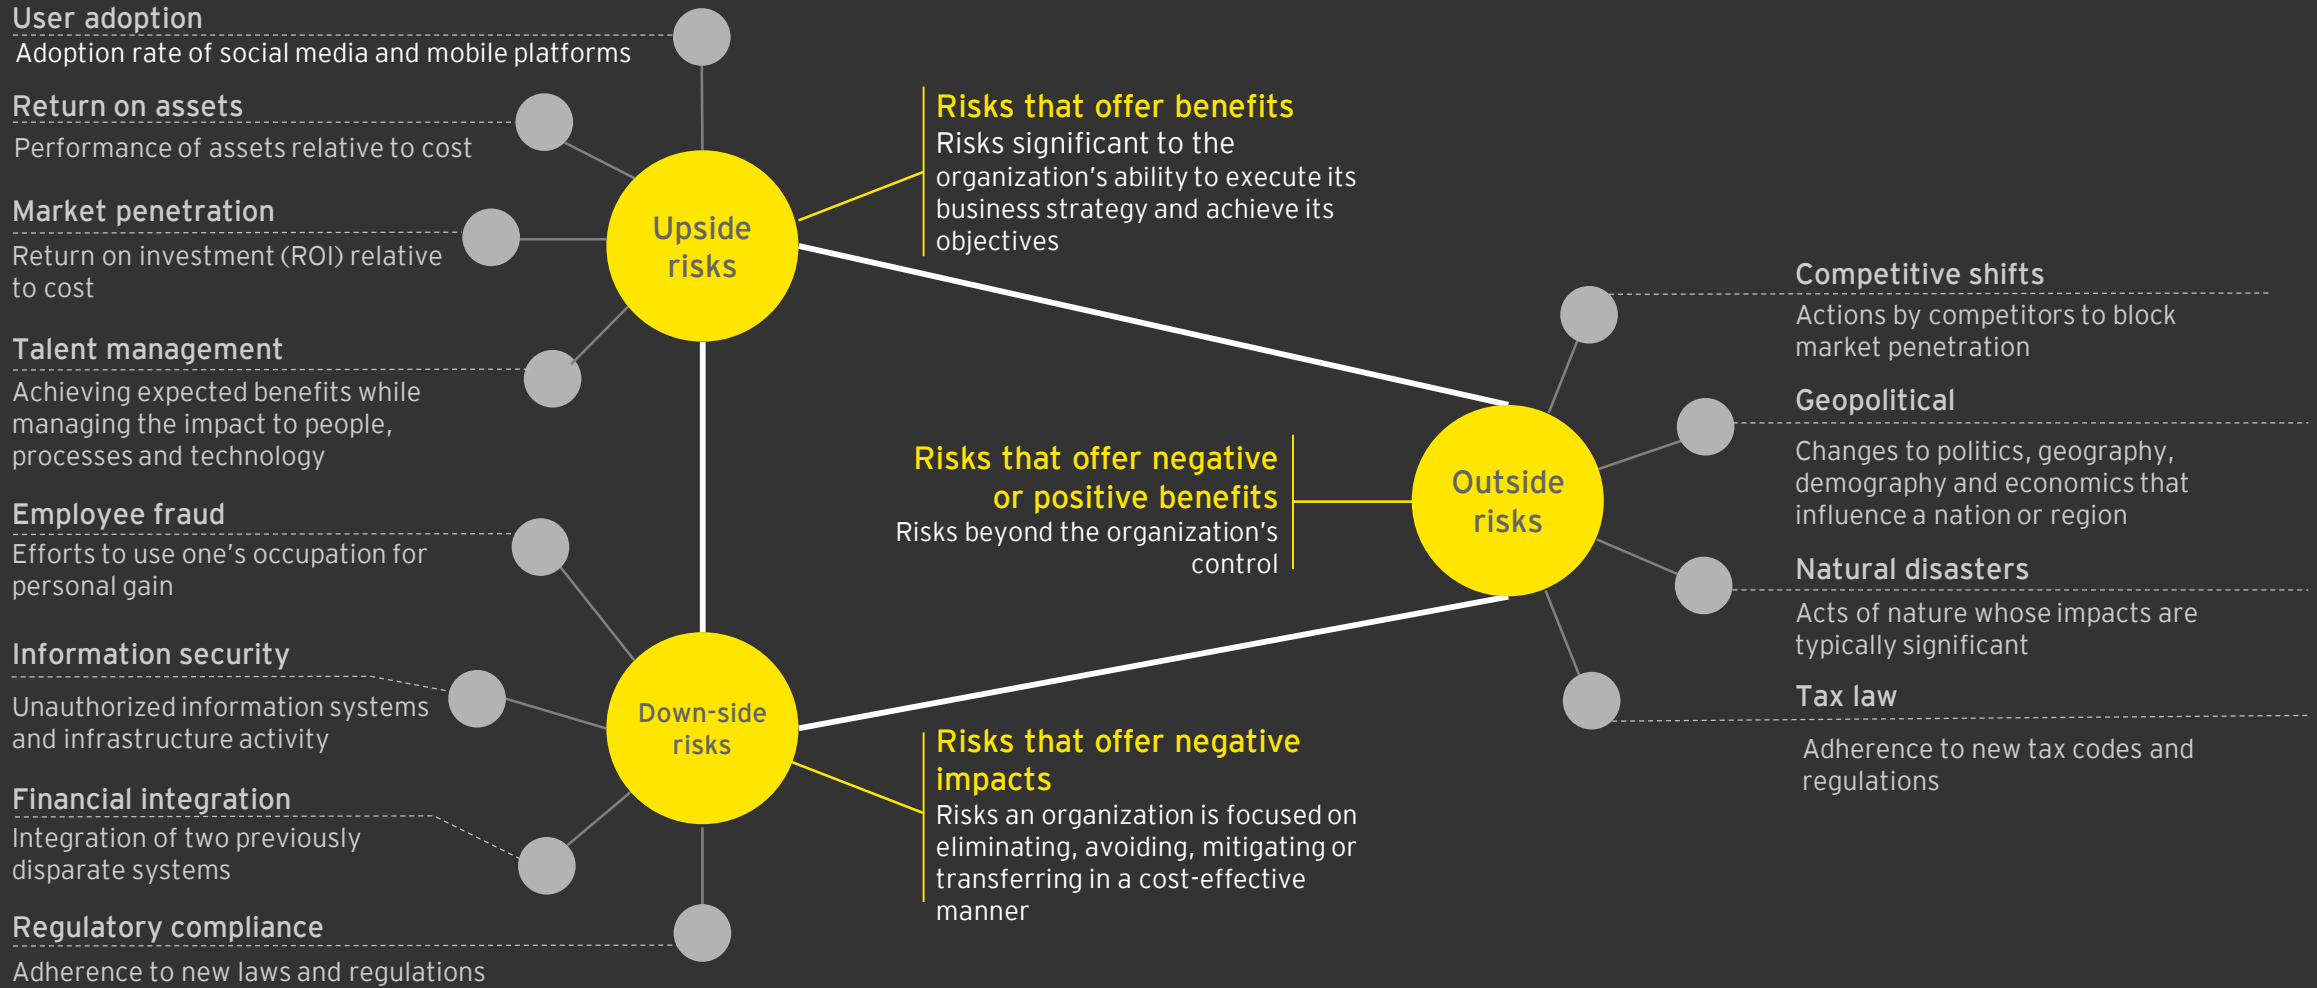 User adoption
Adoption rate of social media and mobile platforms
Return on assets
Performance of assets relative to cost
Market penetration
Return on investment (ROI) relative
to cost
Talent management
Achieving expected benefits while
managing the impact to people,
processes and technology
Employee fraud
Efforts to use one's occupation for
personal gain
Information security
Unauthorized information systems
and infrastructure activity
Financial integration
Integration of two previously
disparate systems
Regulatory compliance
Adherence to new laws and regulations
Upside
risks
Risks that offer benefits
Risks significant to the
organization's ability to execute its
business strategy and achieve its
objectives
Risks that offer negative
or positive benefits
Risks beyond the organization's
control
Down-side
risks
Risks that offer negative
impacts
Risks an organization is focused on
eliminating, avoiding, mitigating or
transferring in a cost-effective
manner
Outside
risks
Competitive shifts
Actions by competitors to block
market penetration
Geopolitical
Changes to politics, geography,
demography and economics that
influence a nation or region
Natural disasters
Acts of nature whose impacts are
typically significant
Tax law
Adherence to new tax codes and
regulations